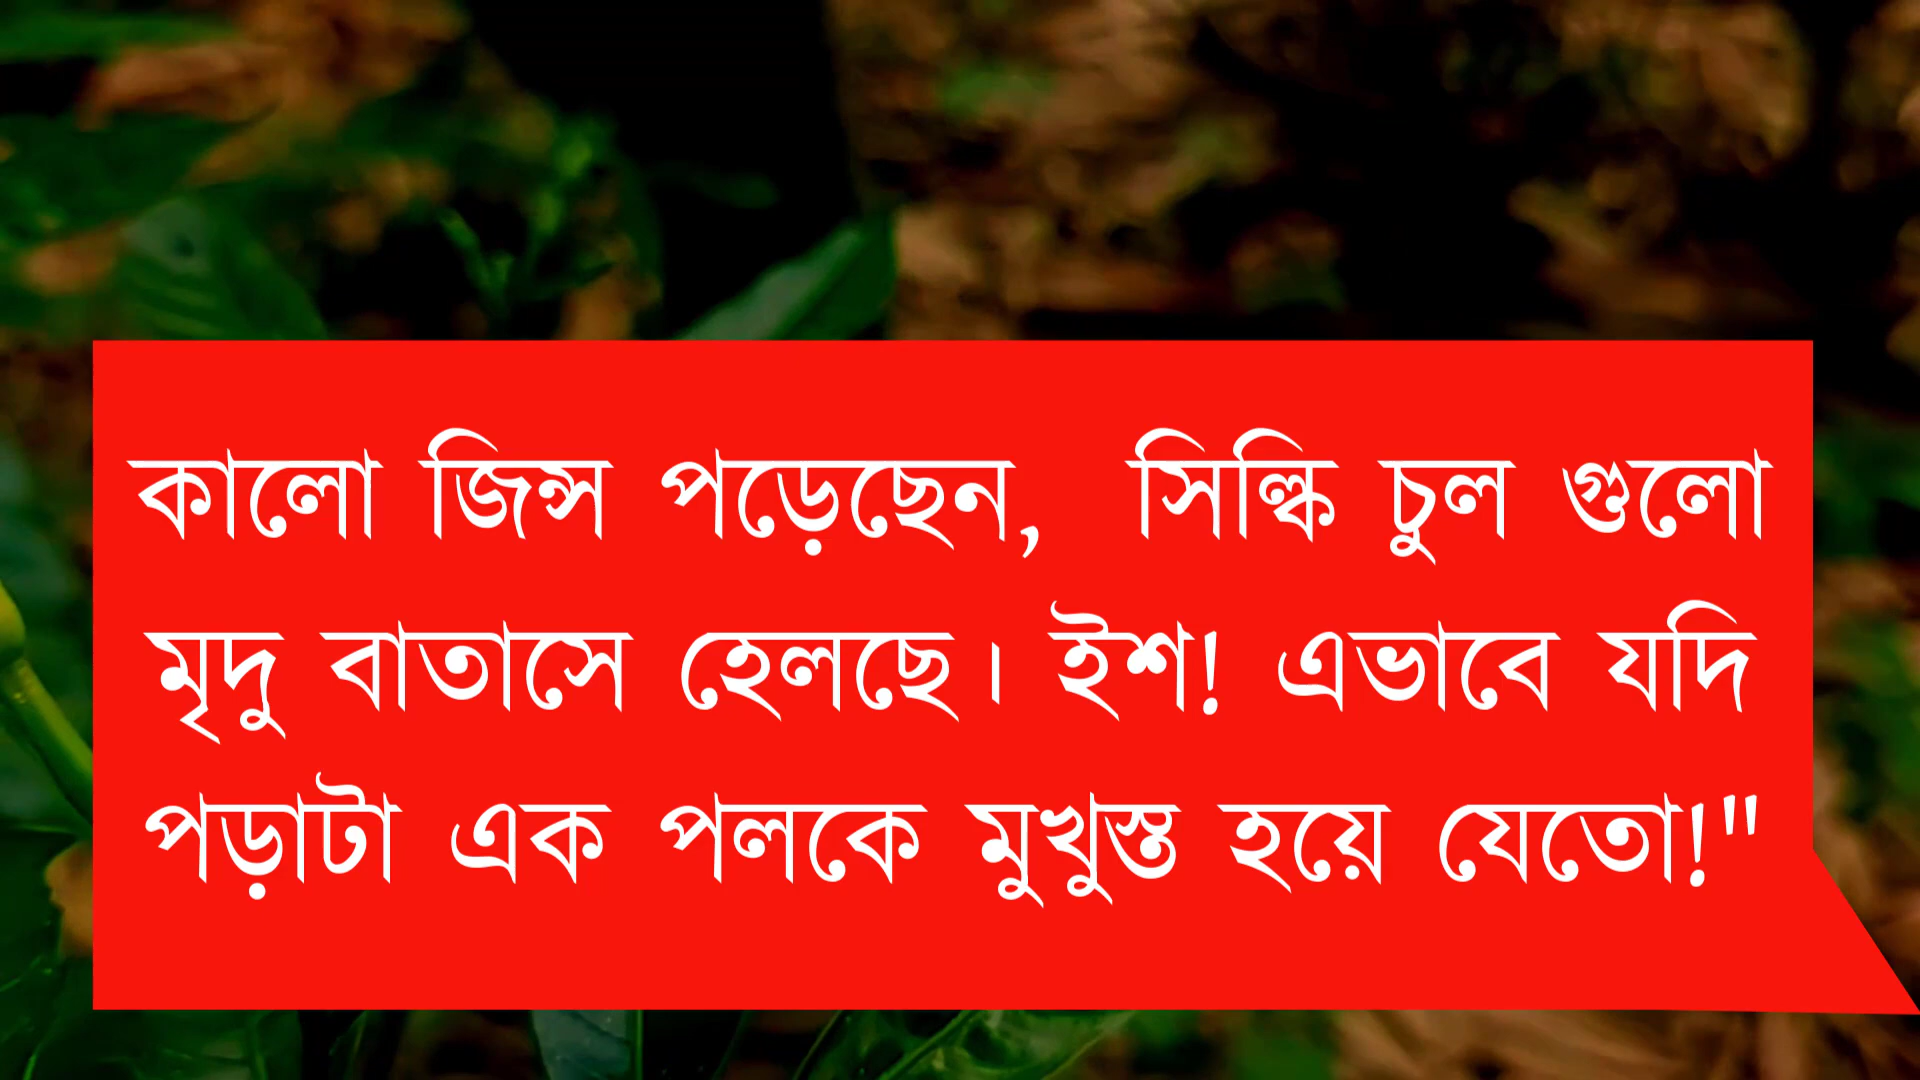 কালো জিন্স পড়েছেন, সিল্কি চুল গুলো
মৃদু বাতাসে হেলছে। ইশ! এভাবে যদি
পড়াটা এক পলকে মুখুস্ত হয়ে যেতো!"